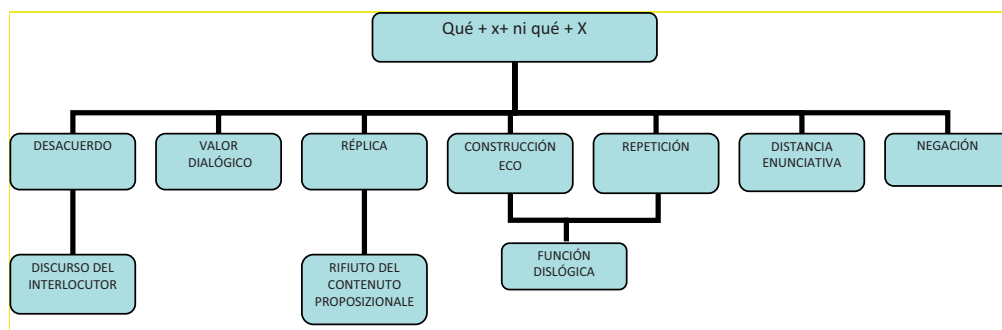 Qué + x+ ni qué + X
DESACUERDO
VALOR
DIALÓGICO
RÉPLICA
CONSTRUCCIÓN
ECO
REPETICIÓN
DISTANCIA
ENUNCIATIVA
NEGACIÓN
DISCURSO DEL
INTERLOCUTOR
RIFIUTO DEL
CONTENUTO
PROPOSIZIONALE
FUNCIÓN
DISLÓGICA